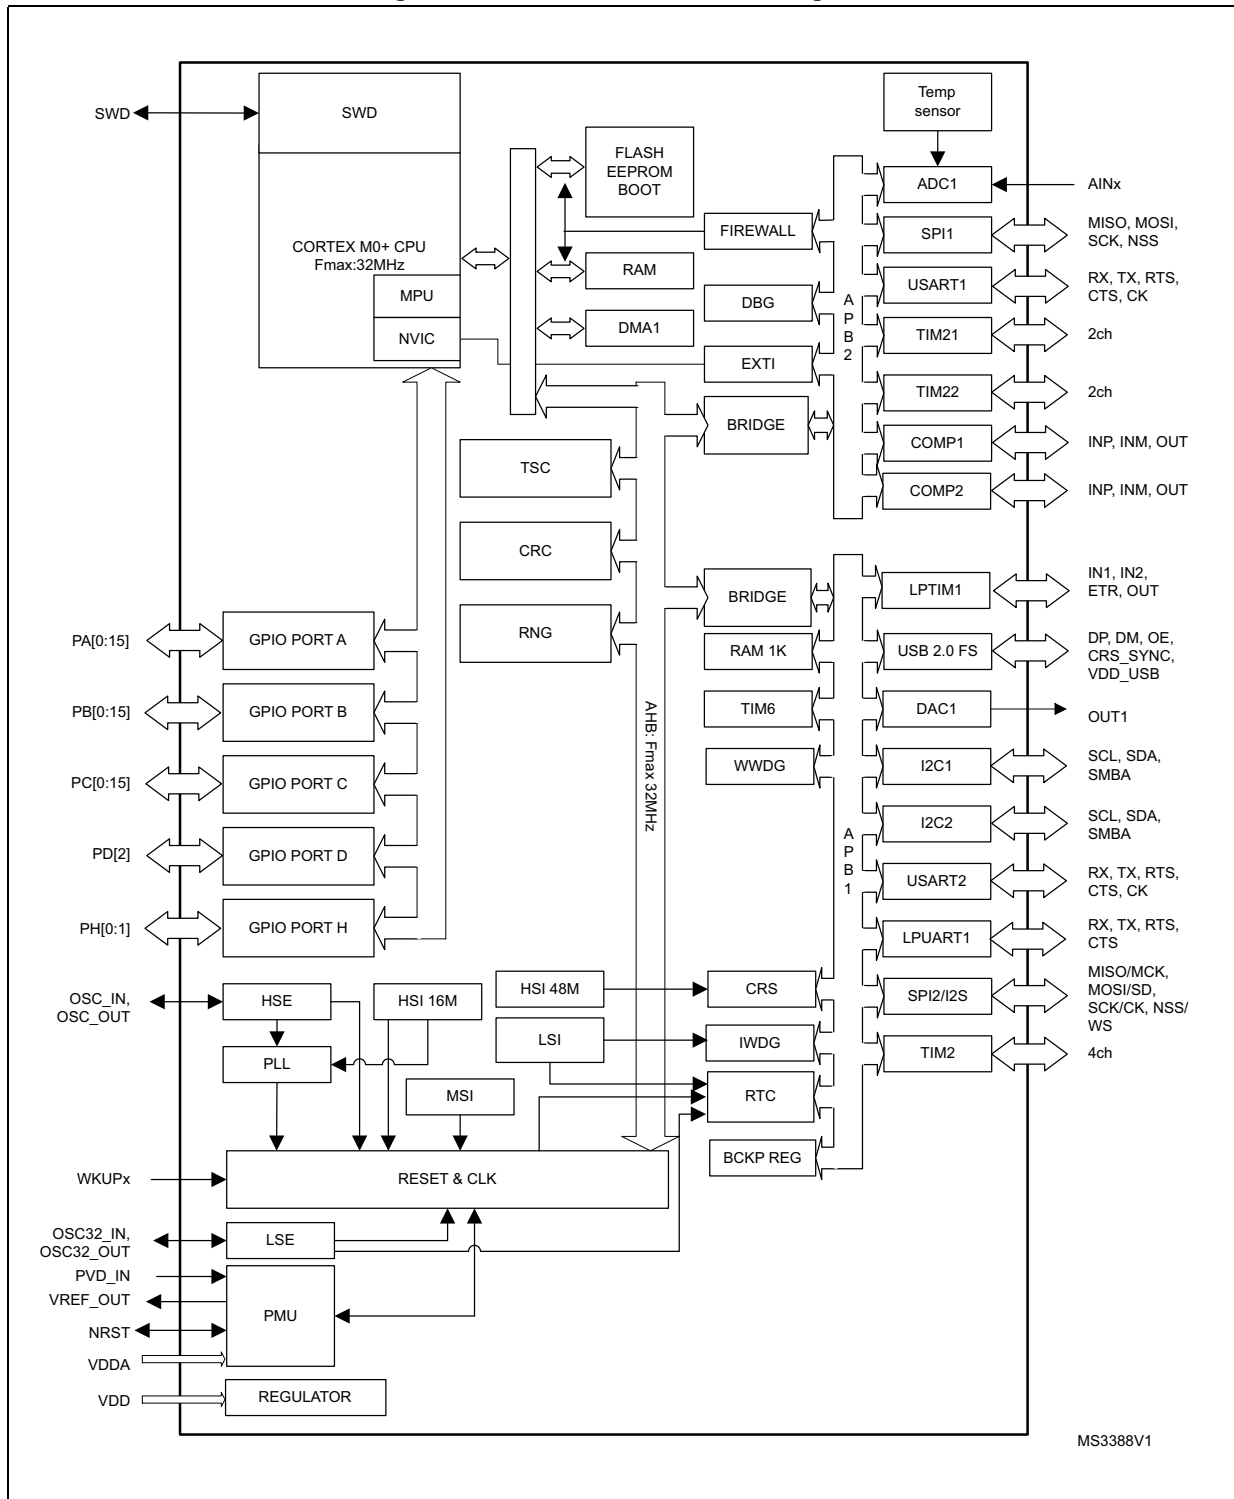 SWD
SWD
CORTEX M0+ CPU
Fmax:32MHz
MPU
NVIC
FLASH
EEPROM
BOOT
RAM
DMA1
FIREWALL
DBG
EXTI
BRIDGE
A
P
B
2
Temp
sensor
ADC1
AINx
SPI1
MISO, MOSI,
SCK, NSS
USART1
RX, TX, RTS,
CTS, CK
TIM21
2ch
TIM22
2ch
COMP1
INP, INM, OUT
COMP2
INP, INM, OUT
TSC
CRC
RNG
AHB: Fmax 32MHz
PA[0:15]
GPIO PORT A
PB[0:15]
GPIO PORT B
PC[0:15]
GPIO PORT C
PD[2]
GPIO PORT D
PH[0:1]
GPIO PORT H
BRIDGE
RAM 1K
TIM6
WWDG
A
P
B
1
LPTIM1
IN1, IN2,
ETR, OUT
USB 2.0 FS
DP, DM, OE,
CRS_SYNC,
VDD_USB
DAC1
OUT1
I2C1
SCL, SDA,
SMBA
I2C2
SCL, SDA,
SMBA
USART2
RX, TX, RTS,
CTS, CK
LPUART1
RX, TX, RTS,
CTS
SPI2/I2S
MISO/MCK,
MOSI/SD,
SCK/CK, NSS/
WS
TIM2
4ch
OSC_IN,
OSC_OUT
HSE
HSI 16M
HSI 48M
CRS
PLL
LSI
IWDG
MSI
RTC
BCKP REG
WKUPx
RESET & CLK
OSC32_IN,
OSC32_OUT
LSE
PVD_IN
VREF_OUT
NRST
VDDA
PMU
VDD
REGULATOR
MS3388V1